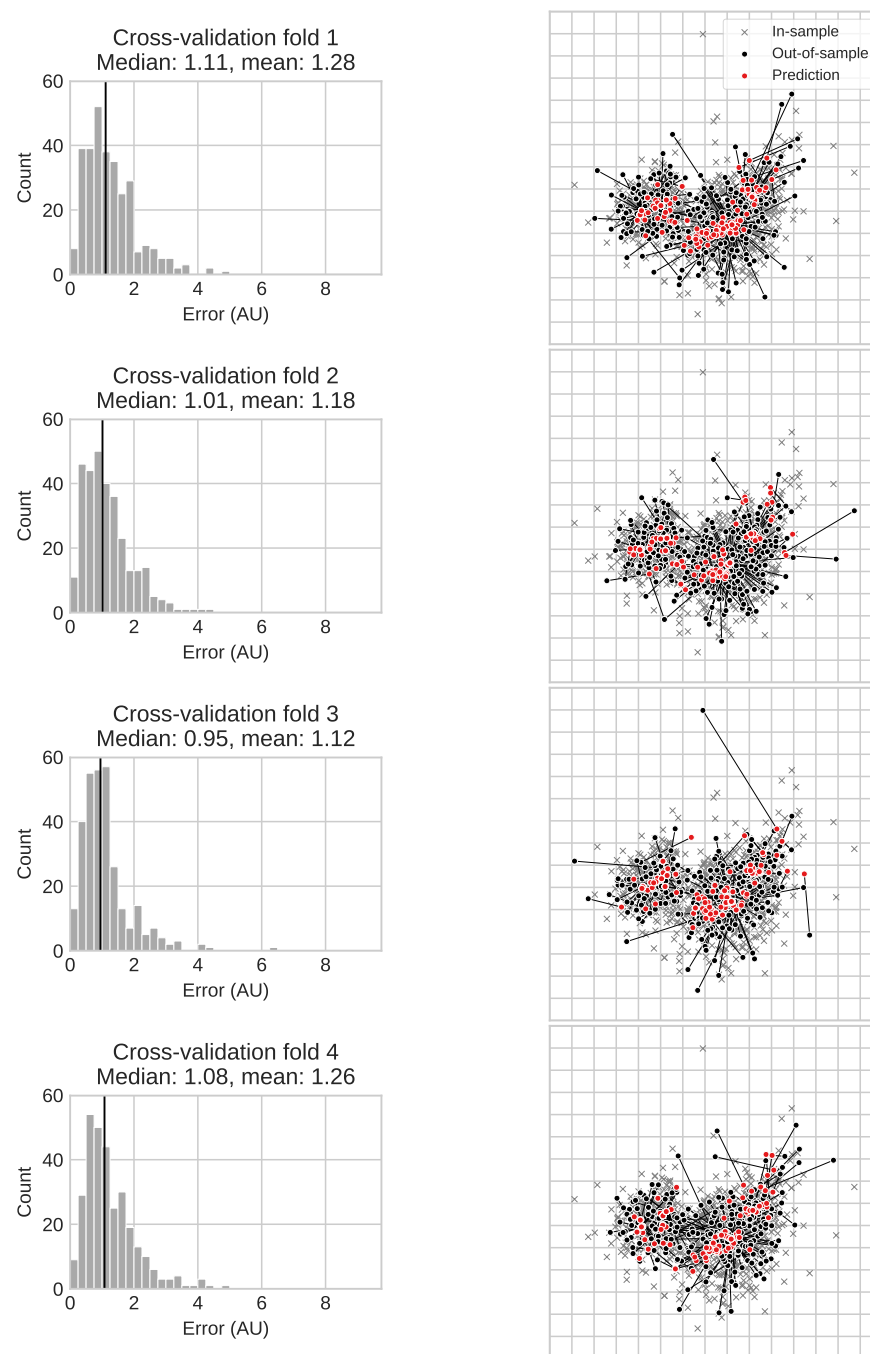 Cross-validation fold 1
Median: 1.11, mean: 1.28
60
40
20
0
Count
0 2 4 6 8
Error (AU)
In-sample
Out-of-sample
Prediction
Cross-validation fold 2
Median: 1.01, mean: 1.18
60
40
20
0
Count
0 2 4 6 8
Error (AU)
Cross-validation fold 3
Median: 0.95, mean: 1.12
60
40
20
0
Count
0 2 4 6 8
Error (AU)
Cross-validation fold 4
Median: 1.08, mean: 1.26
60
40
20
0
Count
0 2 4 6 8
Error (AU)